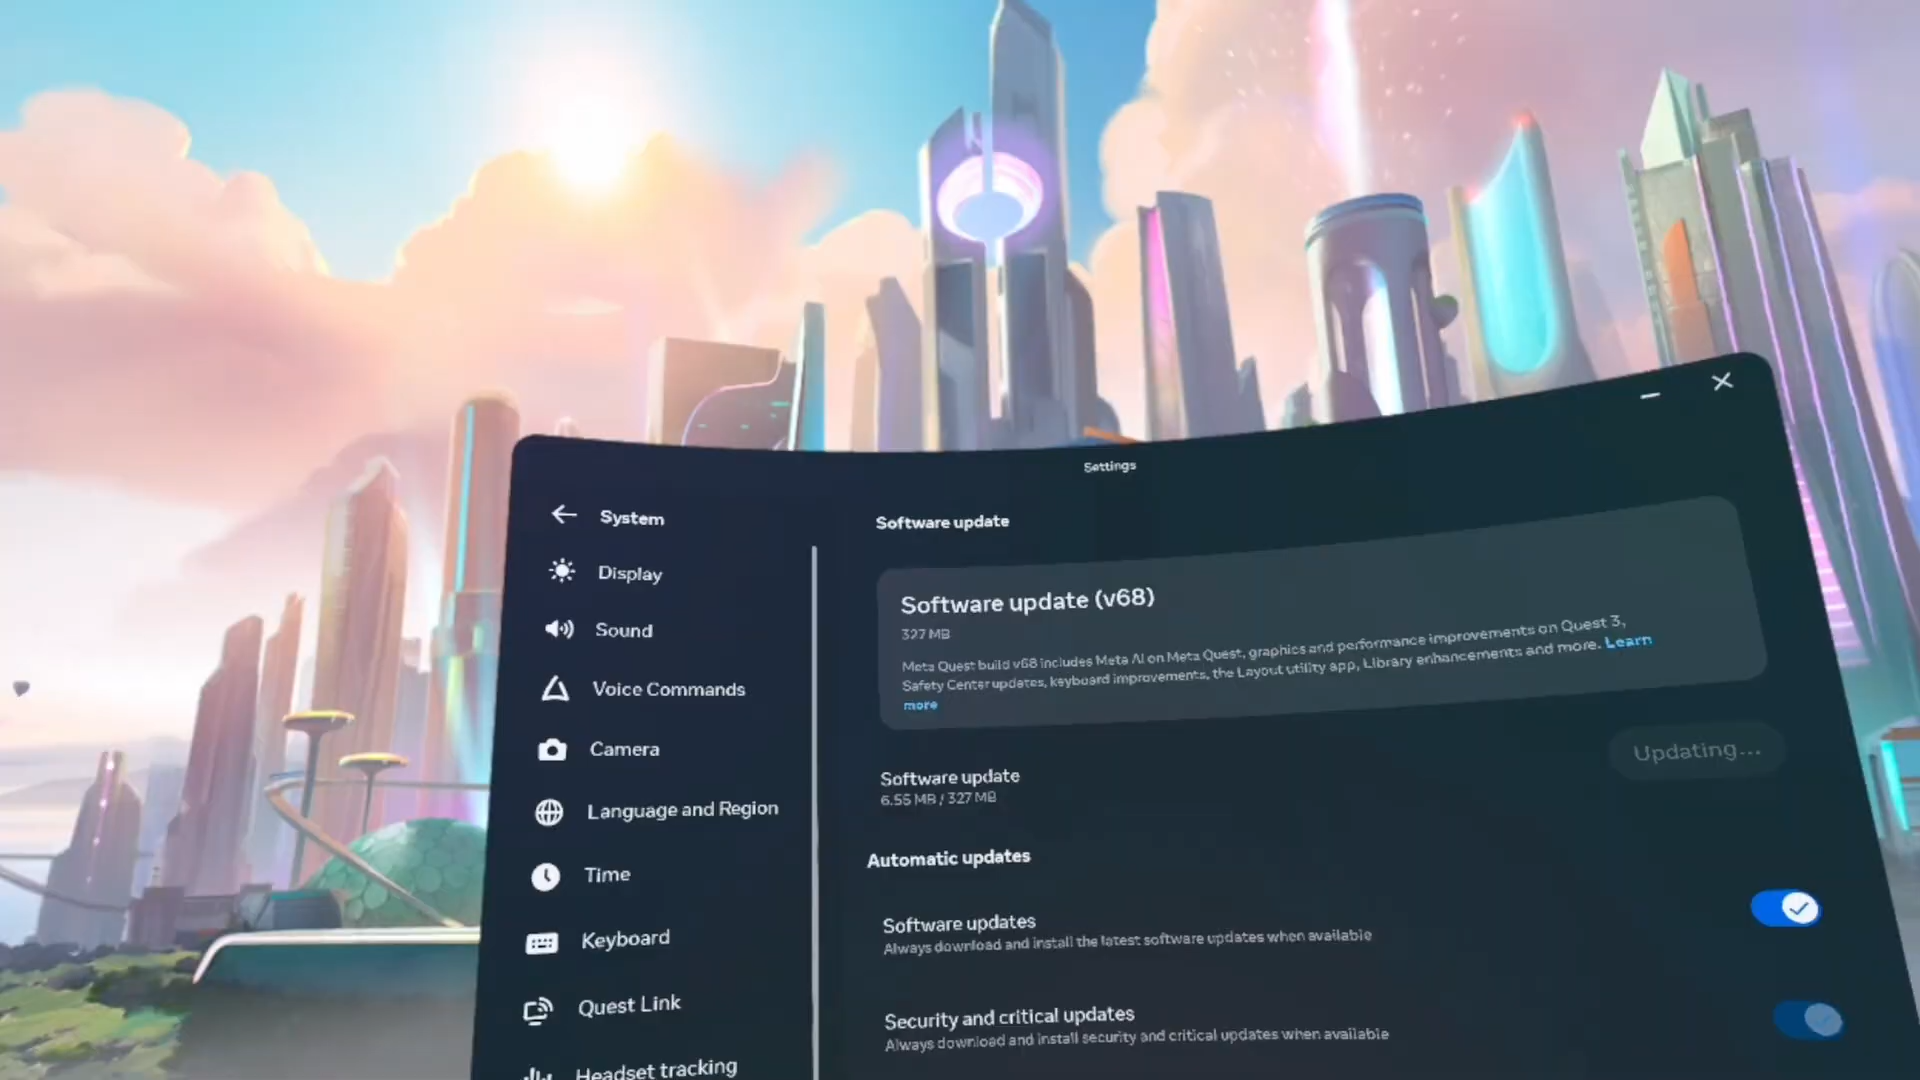 Settings
System
Display
Sound
Voice Commands
Camera
Language and Region
Time
Keyboard
Quest Link
Headset tracking
Software update
Software update (v68)
327 MB
Meta Quest build v68 includes Meta AI on Meta Quest, graphics and performance improvements on Quest 3,
Safety Center updates, keyboard improvements, the Layout utility app, Library enhancements and more. Learn
more
Software update
6.55 MB / 327 MB
Updating...
Automatic updates
Software updates
Always download and install the latest software updates when available
Security and critical updates
Always download and install security and critical updates when available